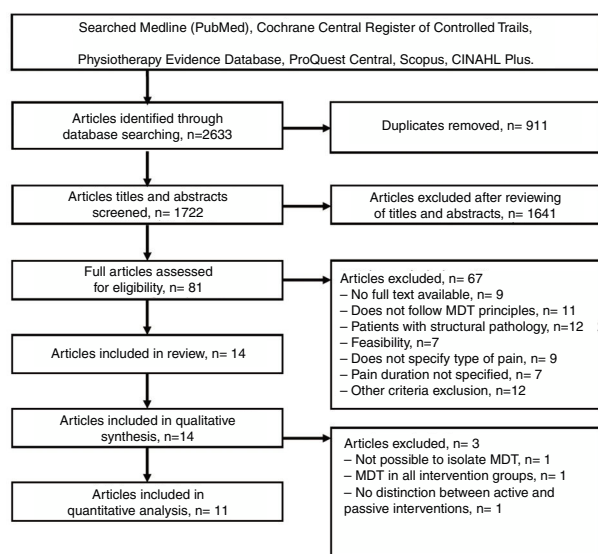 Searched Medline (PubMed), Cochrane Central Register of Controlled Trails,
Physiotherapy Evidence Database, ProQuest Central, Scopus, CINAHL Plus.
Articles identified through
database searching, n=2633
Duplicates removed, n= 911
Articles titles and abstracts
screened, n= 1722
Articles excluded after reviewing
of titles and abstracts, n= 1641
Full articles assessed
for eligibility, n= 81
Articles excluded, n= 67
– No full text available, n= 9
– Does not follow MDT principles, n= 11
– Patients with structural pathology, n=12
– Feasibility, n=7
– Does not specify type of pain, n= 9
– Pain duration not specified, n= 7
– Other criteria exclusion, n=12
Articles included in review, n= 14
Articles included in qualitative
synthesis, n=14
Articles excluded, n= 3
– Not possible to isolate MDT, n= 1
– MDT in all intervention groups, n= 1
– No distinction between active and
passive interventions, n= 1
Articles included in
quantitative analysis, n= 11